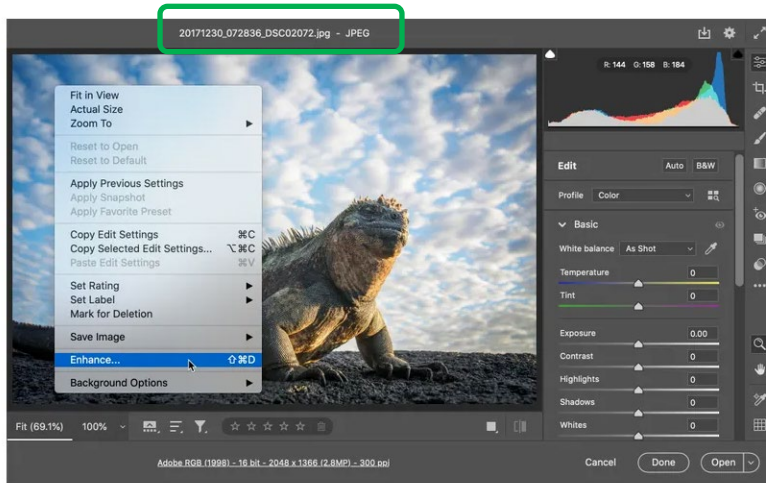 20171230_072836_DSC02072.jpg - JPEG
R: 144 G: 158 B: 184
Fit in View
Actual Size
Zoom To
Reset to Open
Reset to Default
Apply Previous Settings
Apply Snapshot
Apply Favorite Preset
Copy Edit Settings ⌘C
Copy Selected Edit Settings... ⌥⌘C
Paste Edit Settings ⌘V
Set Rating
Set Label
Mark for Deletion
Save Image
Enhance... ⇧⌘D
Background Options
Edit Auto B&W
Profile Color
Basic
White balance As Shot
Temperature 0
Tint 0
Exposure 0.00
Contrast 0
Highlights 0
Shadows 0
Whites 0
Fit (69.1%) 100%
Adobe RGB (1998) - 16 bit - 2048 x 1366 (2.8MP) - 300 ppi
Cancel Done Open